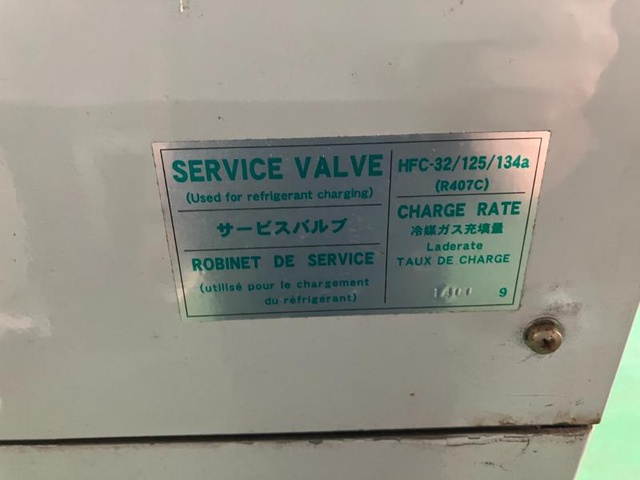 SERVICE VALVE
(Used for refrigerant charging)
サービスバルブ
ROBINET DE SERVICE
(utilisé pour le chargement
du réfrigérant)
HFC-32/125/134a
(R407C)
CHARGE RATE
冷媒ガス充填量
Laderate
TAUX DE CHARGE
9